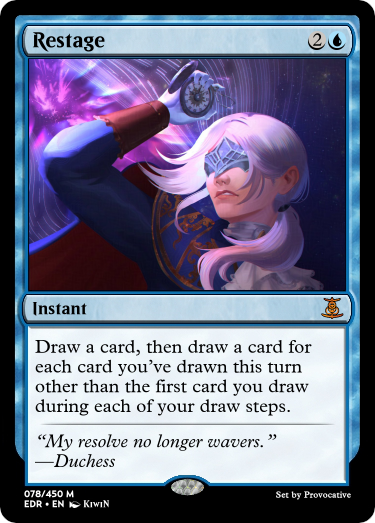 Restage 2
Instant
Draw a card, then draw a card for
each card you've drawn this turn
other than the first card you draw
during each of your draw steps.
“My resolve no longer wavers.”
—Duchess
078/450 M
EDR • EN KIWIN
Set by Provocative